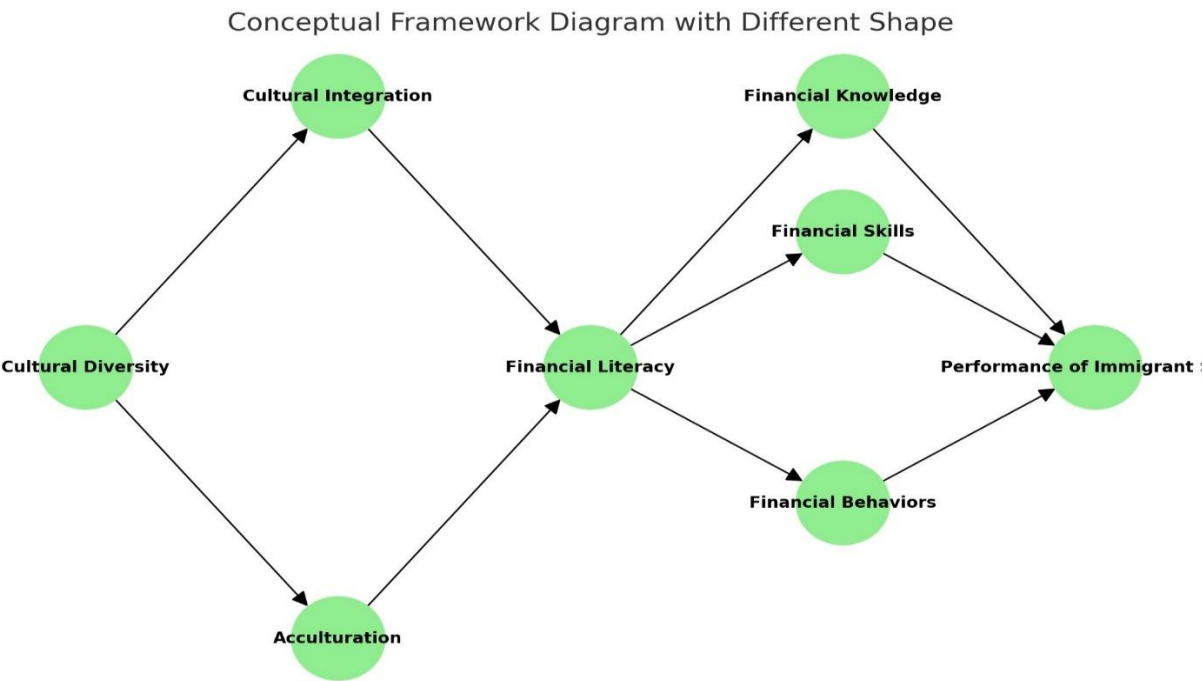 Conceptual Framework Diagram with Different Shape
Cultural Integration
Financial Knowledge
Financial Skills
Cultural Diversity
Financial Literacy
Performance of Immigrant
Financial Behaviors
Acculturation